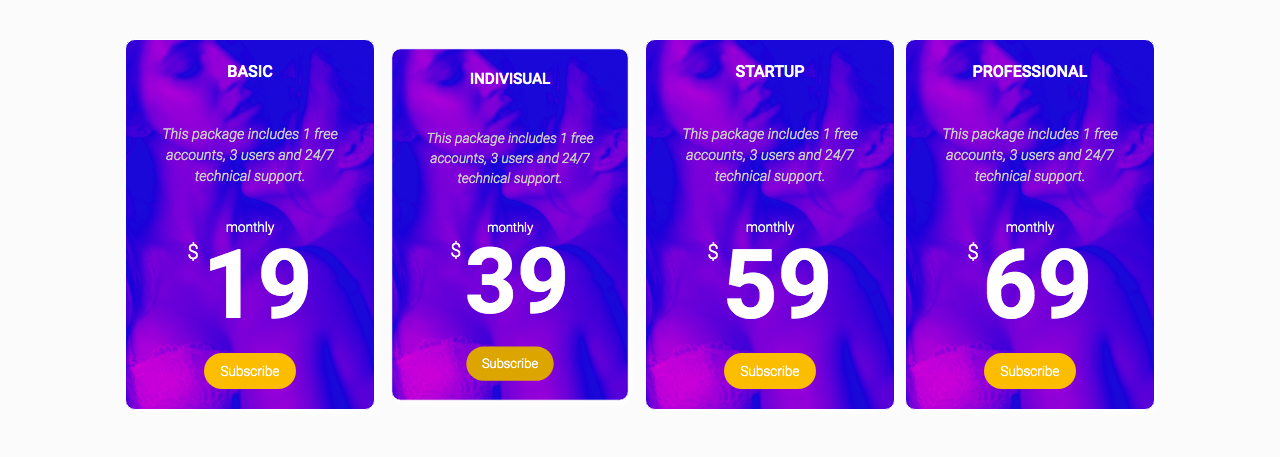 BASIC
This package includes 1 free
accounts, 3 users and 24/7
technical support.
monthly
$ 19
Subscribe
INDIVISUAL
This package includes 1 free
accounts, 3 users and 24/7
technical support.
monthly
$ 39
Subscribe
STARTUP
This package includes 1 free
accounts, 3 users and 24/7
technical support.
monthly
$ 59
Subscribe
PROFESSIONAL
This package includes 1 free
accounts, 3 users and 24/7
technical support.
monthly
$ 69
Subscribe